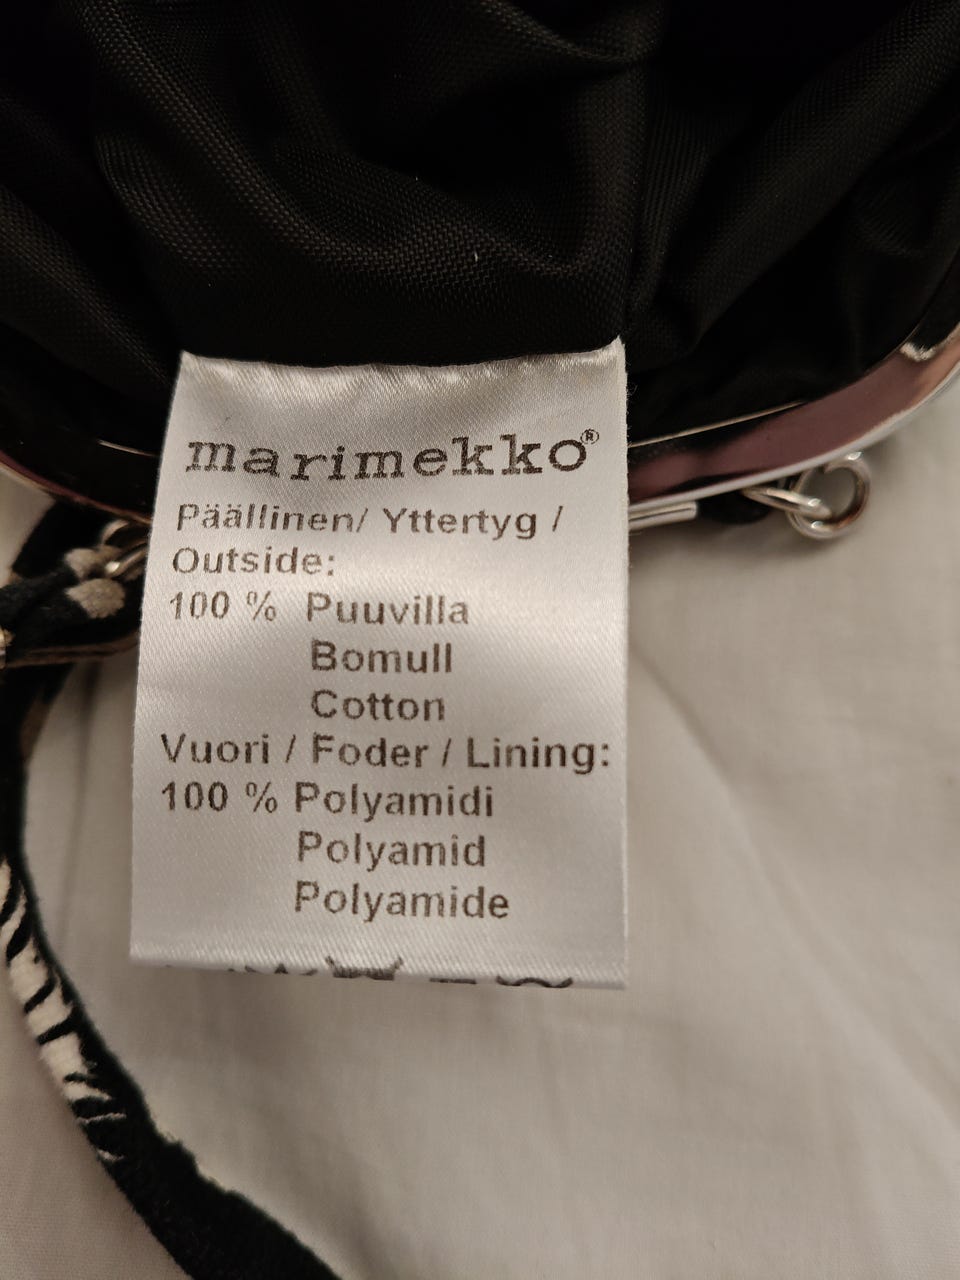 marimekko®
Päällinen/ Yttertyg /
Outside:
100 % Puuvilla
Bomull
Cotton
Vuori / Foder / Lining:
100 % Polyamidi
Polyamid
Polyamide